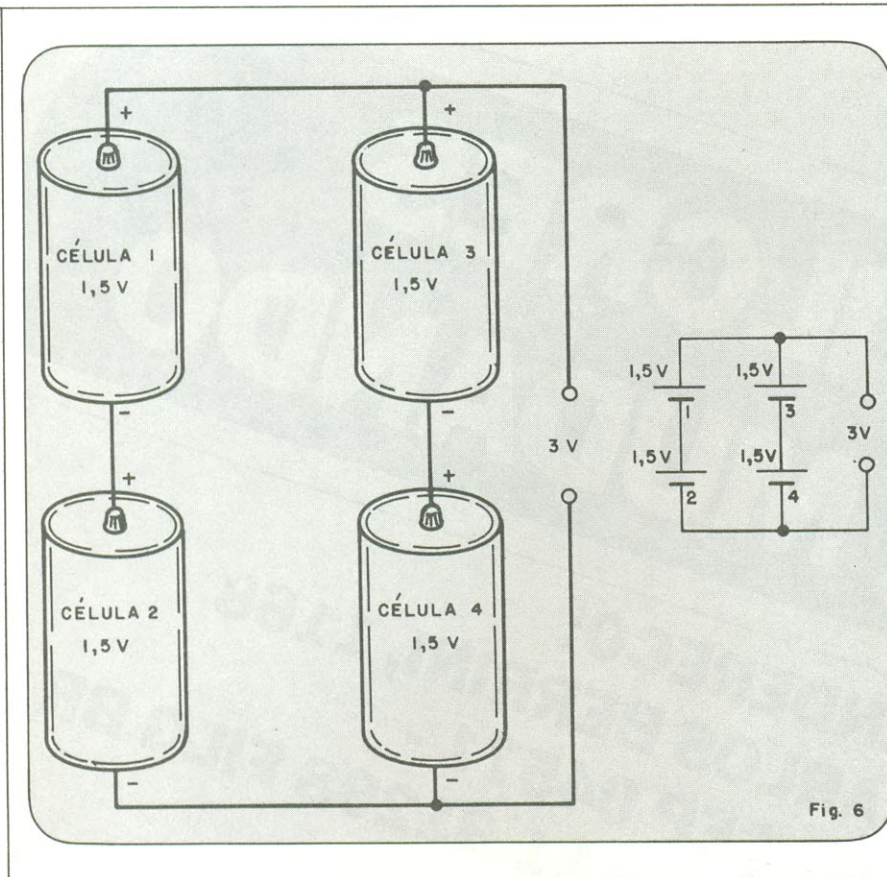 +
+
CÉLULA 1
1,5 V
CÉLULA 3
1,5 V
-
-
3 V
+
+
CÉLULA 2
1,5 V
CÉLULA 4
1,5 V
-
-
1,5V
1,5V
1
3
3V
1,5V
1,5V
2
4
Fig. 6